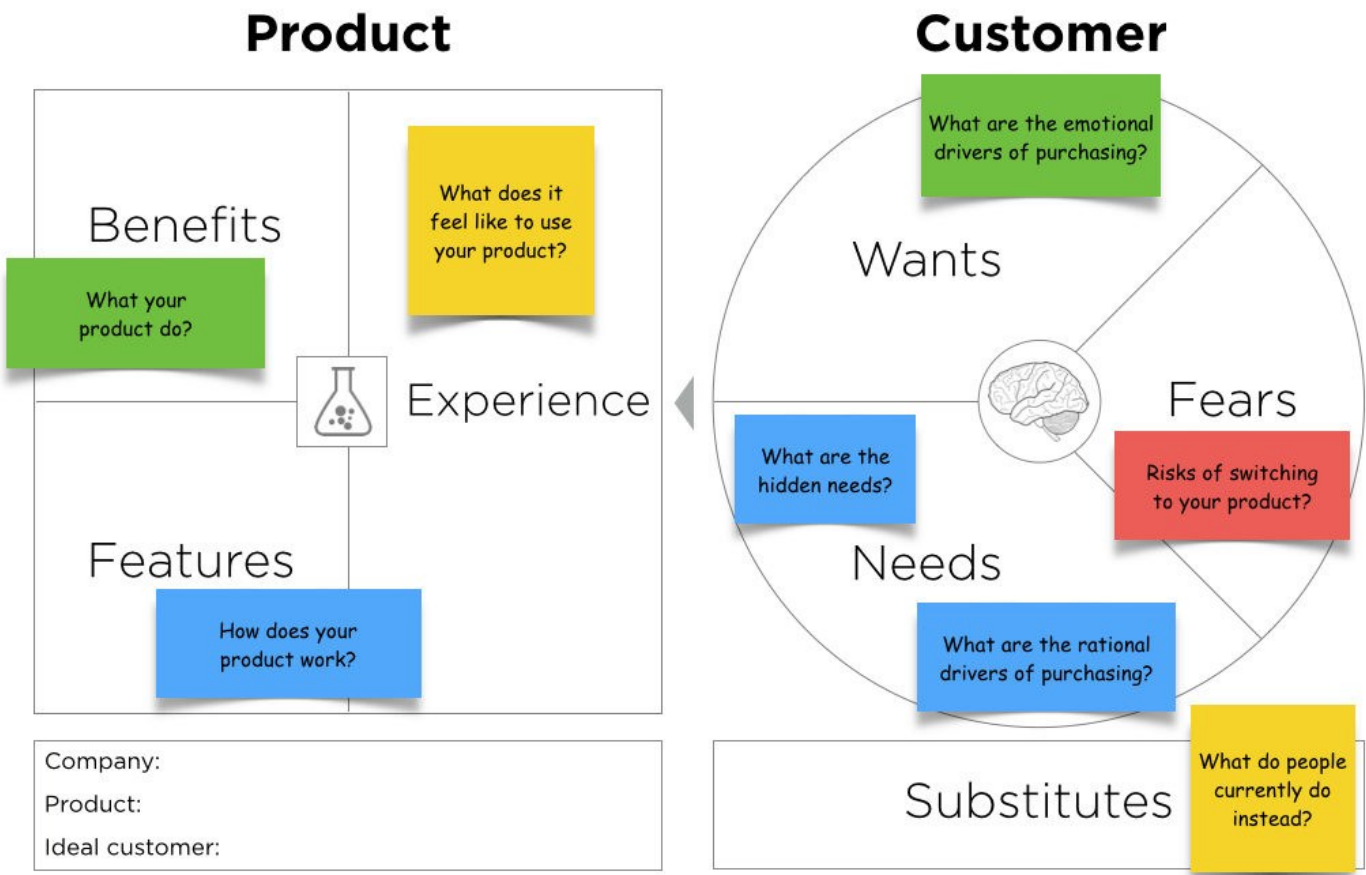 Product
Benefits
What your
product do?
What does it
feel like to use
your product?
Experience
Features
How does your
product work?
Company:
Product:
Ideal customer:
Customer
What are the emotional
drivers of purchasing?
Wants
Fears
Risks of switching
to your product?
What are the
hidden needs?
Needs
What are the rational
drivers of purchasing?
Substitutes
What do people
currently do
instead?